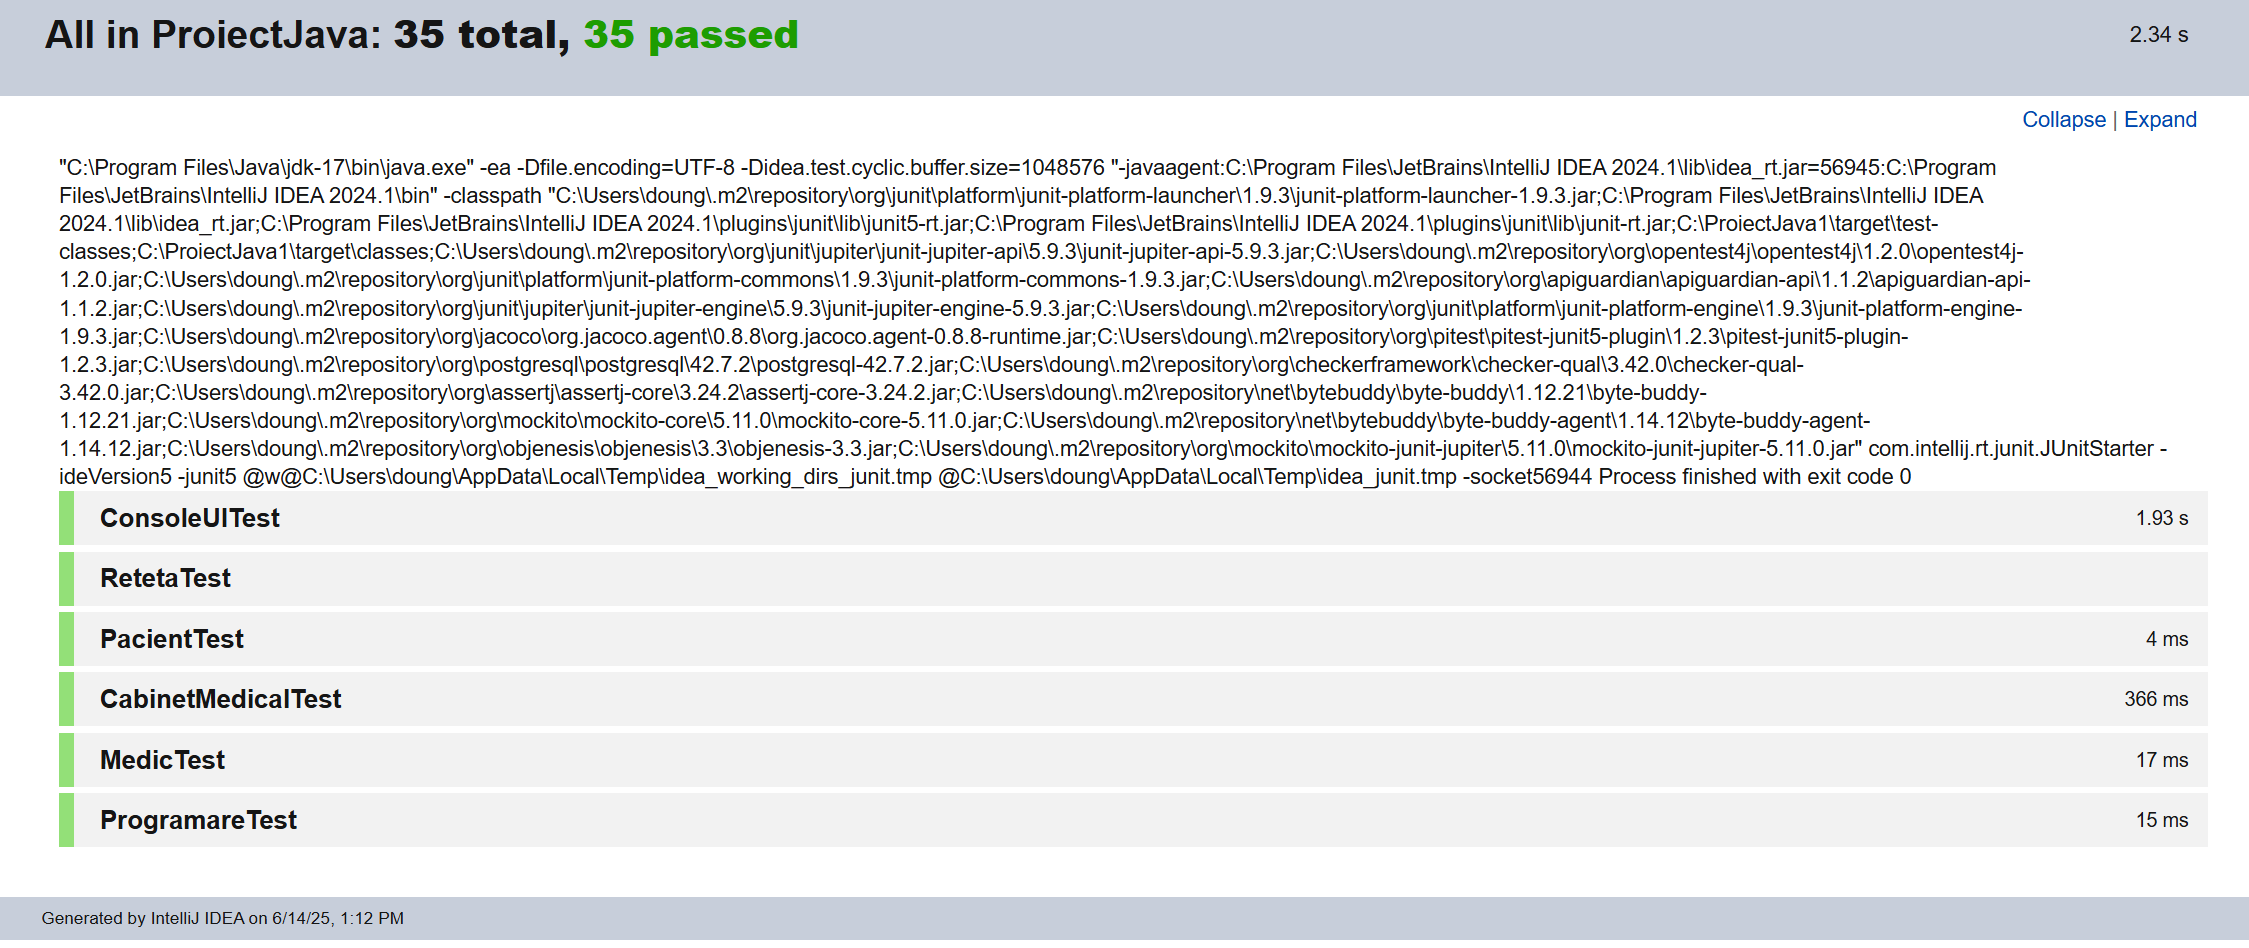 All in ProiectJava: 35 total, 35 passed
2.34 s
Collapse | Expand
"C:\Program Files\Java\jdk-17\bin\java.exe" -ea -Dfile.encoding=UTF-8 -Didea.test.cyclic.buffer.size=1048576 "-javaagent:C:\Program Files\JetBrains\IntelliJ IDEA 2024.1\lib\idea_rt.jar=56945:C:\Program
Files\JetBrains\IntelliJ IDEA 2024.1\bin" -classpath "C:\Users\doung\.m2\repository\org\junit\platform\junit-platform-launcher\1.9.3\junit-platform-launcher-1.9.3.jar;C:\Program Files\JetBrains\IntelliJ IDEA
2024.1\lib\idea_rt.jar;C:\Program Files\JetBrains\IntelliJ IDEA 2024.1\plugins\junit\lib\junit5-rt.jar;C:\Program Files\JetBrains\IntelliJ IDEA 2024.1\plugins\junit\lib\junit-rt.jar;C:\ProiectJava1\target\test-
classes;C:\ProiectJava1\target\classes;C:\Users\doung\.m2\repository\org\junit\jupiter\junit-jupiter-api\5.9.3\junit-jupiter-api-5.9.3.jar;C:\Users\doung\.m2\repository\org\opentest4j\opentest4j\1.2.0\opentest4j-
1.2.0.jar;C:\Users\doung\.m2\repository\org\junit\platform\junit-platform-commons\1.9.3\junit-platform-commons-1.9.3.jar;C:\Users\doung\.m2\repository\org\apiguardian\apiguardian-api\1.1.2\apiguardian-api-
1.1.2.jar;C:\Users\doung\.m2\repository\org\junit\jupiter\junit-jupiter-engine\5.9.3\junit-jupiter-engine-5.9.3.jar;C:\Users\doung\.m2\repository\org\junit\platform\junit-platform-engine\1.9.3\junit-platform-engine-
1.9.3.jar;C:\Users\doung\.m2\repository\org\jacoco\org.jacoco.agent\0.8.8\org.jacoco.agent-0.8.8-runtime.jar;C:\Users\doung\.m2\repository\org\pitest\pitest-junit5-plugin\1.2.3\pitest-junit5-plugin-
1.2.3.jar;C:\Users\doung\.m2\repository\org\postgresql\postgresql\42.7.2\postgresql-42.7.2.jar;C:\Users\doung\.m2\repository\org\checkerframework\checker-qual\3.42.0\checker-qual-
3.42.0.jar;C:\Users\doung\.m2\repository\org\assertj\assertj-core\3.24.2\assertj-core-3.24.2.jar;C:\Users\doung\.m2\repository\net\bytebuddy\byte-buddy\1.12.21\byte-buddy-
1.12.21.jar;C:\Users\doung\.m2\repository\org\mockito\mockito-core\5.11.0\mockito-core-5.11.0.jar;C:\Users\doung\.m2\repository\net\bytebuddy\byte-buddy-agent\1.14.12\byte-buddy-agent-
1.14.12.jar;C:\Users\doung\.m2\repository\org\objenesis\objenesis\3.3\objenesis-3.3.jar;C:\Users\doung\.m2\repository\org\mockito\mockito-junit-jupiter\5.11.0\mockito-junit-jupiter-5.11.0.jar" com.intellij.rt.junit.JUnitStarter -
ideVersion5 -junit5 @w@C:\Users\doung\AppData\Local\Temp\idea_working_dirs_junit.tmp @C:\Users\doung\AppData\Local\Temp\idea_junit.tmp -socket56944 Process finished with exit code 0
ConsoleUITest 1.93 s
RetetaTest
PacientTest 4 ms
CabinetMedicalTest 366 ms
MedicTest 17 ms
ProgramareTest 15 ms
Generated by IntelliJ IDEA on 6/14/25, 1:12 PM